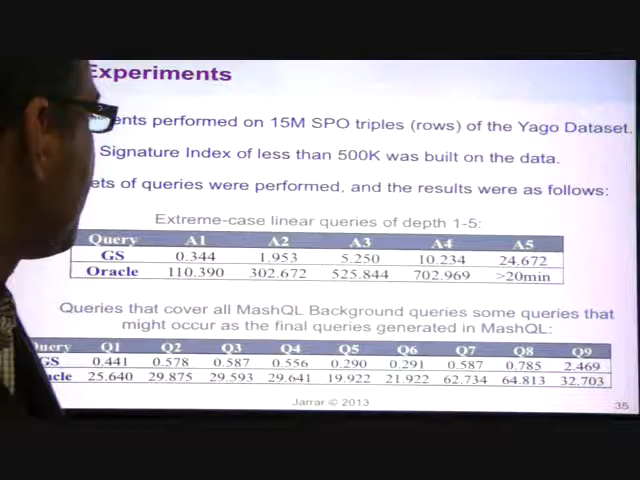 Experiments
ents performed on 15M SPO triples (rows) of the Yago Dataset.
Signature Index of less than 500K was built on the data.
ets of queries were performed, and the results were as follows:
Extreme-case linear queries of depth 1-5:
Query A1 A2 A3 A4 A5
GS 0.344 1.953 5.250 10.234 24.672
Oracle 110.390 302.672 525.844 702.969 >20min
Queries that cover all MashQL Background queries some queries that
might occur as the final queries generated in MashQL:
uery Q1 Q2 Q3 Q4 Q5 Q6 Q7 Q8 Q9
GS 0.441 0.578 0.587 0.556 0.290 0.291 0.587 0.785 2.469
cle 25.640 29.875 29.593 29.641 19.922 21.922 62.734 64.813 32.703
Jarrar © 2013
35